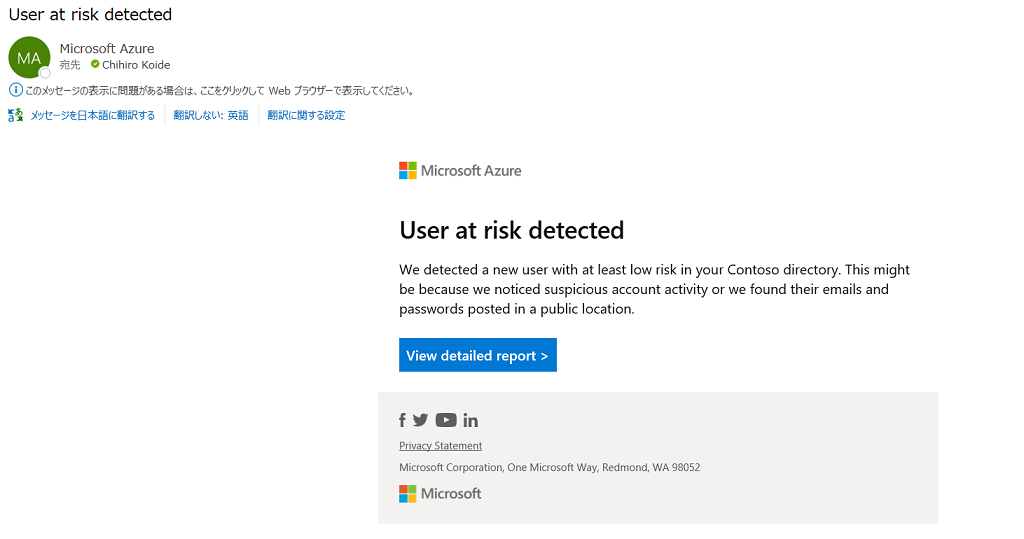 User at risk detected
MA
Microsoft Azure
宛先 Chihiro Koide
このメッセージの表示に問題がある場合は、ここをクリックして Web ブラウザーで表示してください。
メッセージを日本語に翻訳する 翻訳しない: 英語 翻訳に関する設定
Microsoft Azure
User at risk detected
We detected a new user with at least low risk in your Contoso directory. This might
be because we noticed suspicious account activity or we found their emails and
passwords posted in a public location.
View detailed report >
Privacy Statement
Microsoft Corporation, One Microsoft Way, Redmond, WA 98052
Microsoft